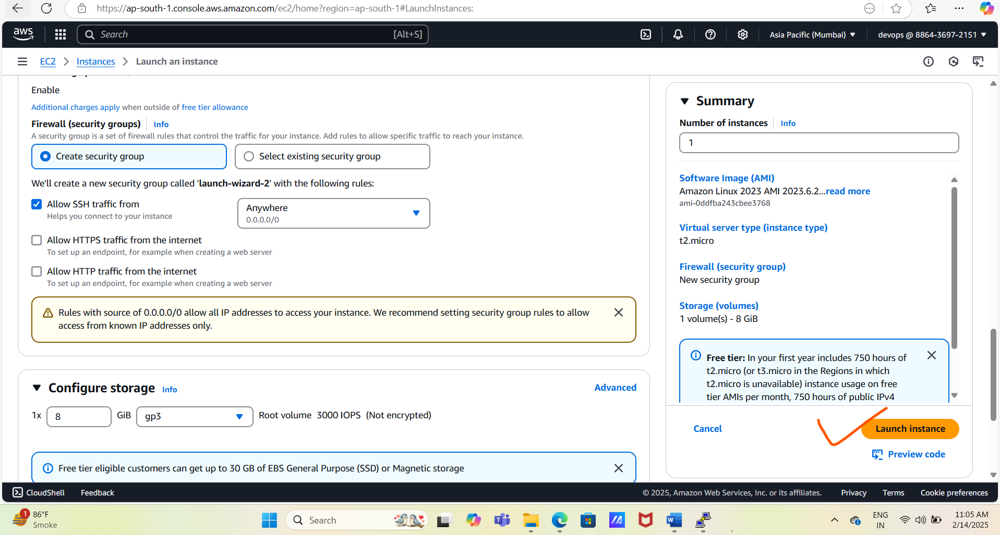 https://ap-south-1.console.aws.amazon.com/ec2/home?region=ap-south-1#LaunchInstances:
aws
Search
[Alt+S]
Asia Pacific (Mumbai)
devops @ 8864-3697-2151
EC2
Instances
Launch an instance
Enable
Additional charges apply when outside of free tier allowance
Firewall (security groups)
Info
A security group is a set of firewall rules that control the traffic for your instance. Add rules to allow specific traffic to reach your instance.
Create security group
Select existing security group
We'll create a new security group called 'launch-wizard-2' with the following rules:
Allow SSH traffic from
Helps you connect to your instance
Anywhere
0.0.0.0/0
Allow HTTPS traffic from the internet
To set up an endpoint, for example when creating a web server
Allow HTTP traffic from the internet
To set up an endpoint, for example when creating a web server
Rules with source of 0.0.0.0/0 allow all IP addresses to access your instance. We recommend setting security group rules to allow
access from known IP addresses only.
Configure storage
Info
Advanced
1x
8
GiB
gp3
Root volume 3000 IOPS (Not encrypted)
Free tier eligible customers can get up to 30 GB of EBS General Purpose (SSD) or Magnetic storage
Summary
Number of instances
Info
1
Software Image (AMI)
Amazon Linux 2023 AMI 2023.6.2...read more
ami-0ddfba243cbee3768
Virtual server type (instance type)
t2.micro
Firewall (security group)
New security group
Storage (volumes)
1 volume(s) - 8 GiB
Free tier: In your first year includes 750 hours of
t2.micro (or t3.micro in the Regions in which
t2.micro is unavailable) instance usage on free
tier AMIs per month, 750 hours of public IPv4
Cancel
Launch instance
Preview code
CloudShell
Feedback
© 2025, Amazon Web Services, Inc. or its affiliates.
Privacy
Terms
Cookie preferences
1
86°F
Smoke
Search
W
ENG
IN
11:05 AM
2/14/2025